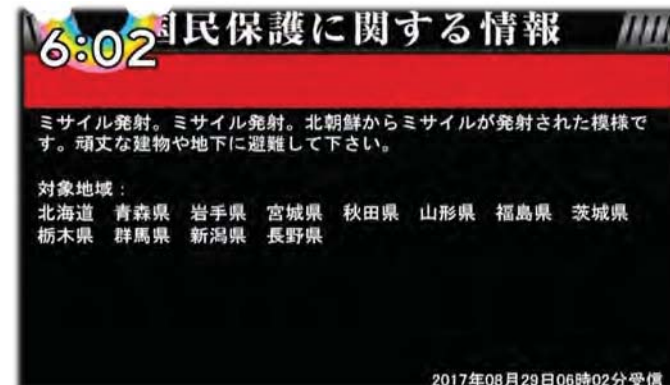 国民保護に関する情報
6:02
ミサイル発射。ミサイル発射。北朝鮮からミサイルが発射された模様で
す。頑丈な建物や地下に避難して下さい。
対象地域：
北海道 青森県 岩手県 宮城県 秋田県 山形県 福島県 茨城県
栃木県 群馬県 新潟県 長野県
2017年08月29日06時02分受信